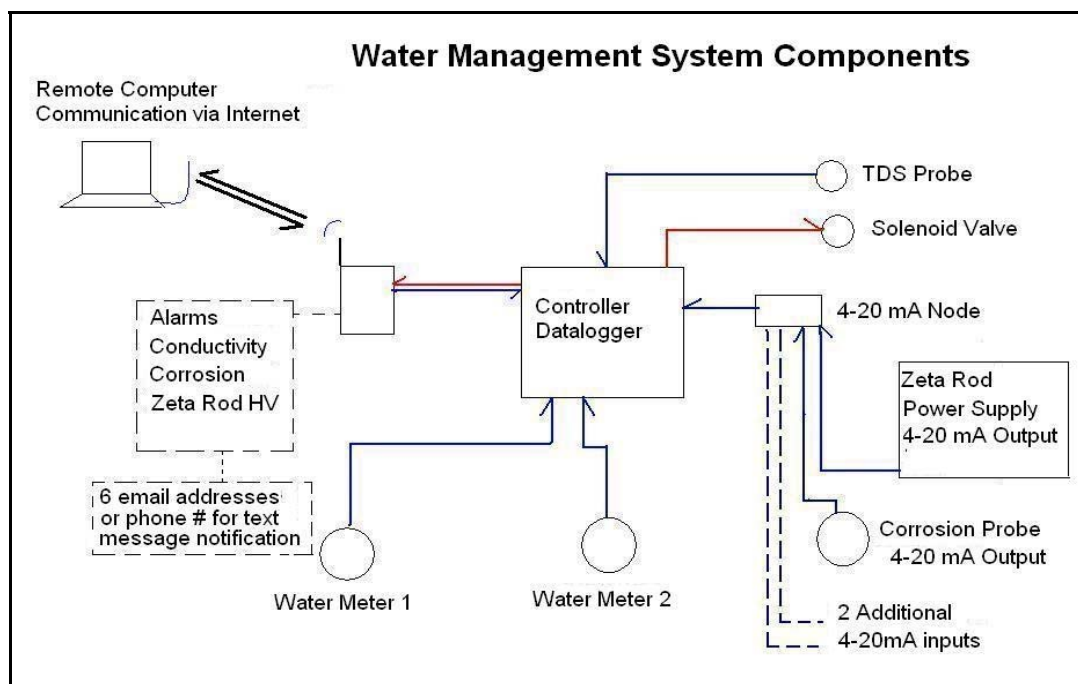 Water Management System Components
Remote Computer
Communication via Internet
TDS Probe
Solenoid Valve
Controller
Datalogger
4-20 mA Node
Alarms
Conductivity
Corrosion
Zeta Rod HV
Zeta Rod
Power Supply
4-20 mA Output
6 email addresses
or phone # for text
message notification
Corrosion Probe
4-20 mA Output
Water Meter 1
Water Meter 2
2 Additional
4-20mA inputs